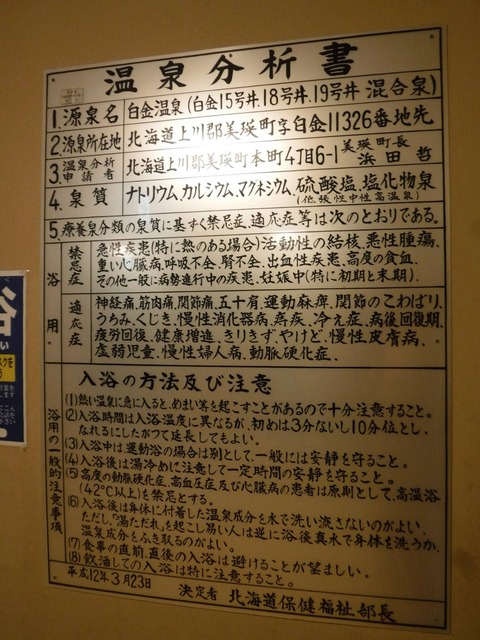 温泉分析書
1. 源泉名 白金温泉(白金15号井.18号井.19号井 混合泉)
2 源泉所在地 北海道上川郡美瑛町字白金11326番地先
3 温泉分析申請者 北海道上川郡美瑛町本町4丁目6-1 美瑛町長 浜田 哲
4. 泉質 ナトリウム.カルシウム.マグネシウム.硫酸塩.塩化物泉
(低張性中性高温泉)
5. 療養泉分類の泉質に基ずく禁忌症、適応症等は次のとおりである。
浴用
禁忌症
急性疾患(特に熱のある場合)活動性の結核、悪性腫瘍、
重い心臓病、呼吸不全、腎不全、出血性疾患、高度の貧血、
その他一般に病勢進行中の疾患、妊娠中(特に初期と末期)、
適応症
神経痛、筋肉痛、関節痛、五十肩、運動麻痺、関節のこわばり、
うちみ、くじき、慢性消化器病、痔疾、冷え症、病後回復期、
疲労回復、健康増進、きりきず、やけど、慢性皮膚病、
虚弱児童、慢性婦人病、動脈硬化症、
浴用の一般的注意事項
入浴の方法及び注意
(1)熱い温泉に急に入ると、めまい等を起こすことがあるので十分注意すること。
(2)入浴時間は入浴温度に異なるが、初めは3分ないし10分位とし、
なれるにしたがって延長してもよい。
(3)入浴中は運動浴の場合は別として、一般には安静を守ること。
(4)入浴後は湯冷めに注意して一定時間の安静を守ること。
(5)高度の動脈硬化症、高血圧症及び心臓病の患者は原則として、高温浴
(42℃以上)を禁忌とする。
(6)入浴後は身体に付着した温泉成分を水で洗い流さないのがよい、
ただし、「湯ただれ」を起こし易い人は逆に浴後真水で身体を洗うか、
温泉成分をふき取るのがよい。
(7)食事の直前、直後の入浴は避けることが望ましい。
(8)飲酒しての入浴は特に注意すること。
平成12年3月23日
決定者 北海道保健福祉部長
浴